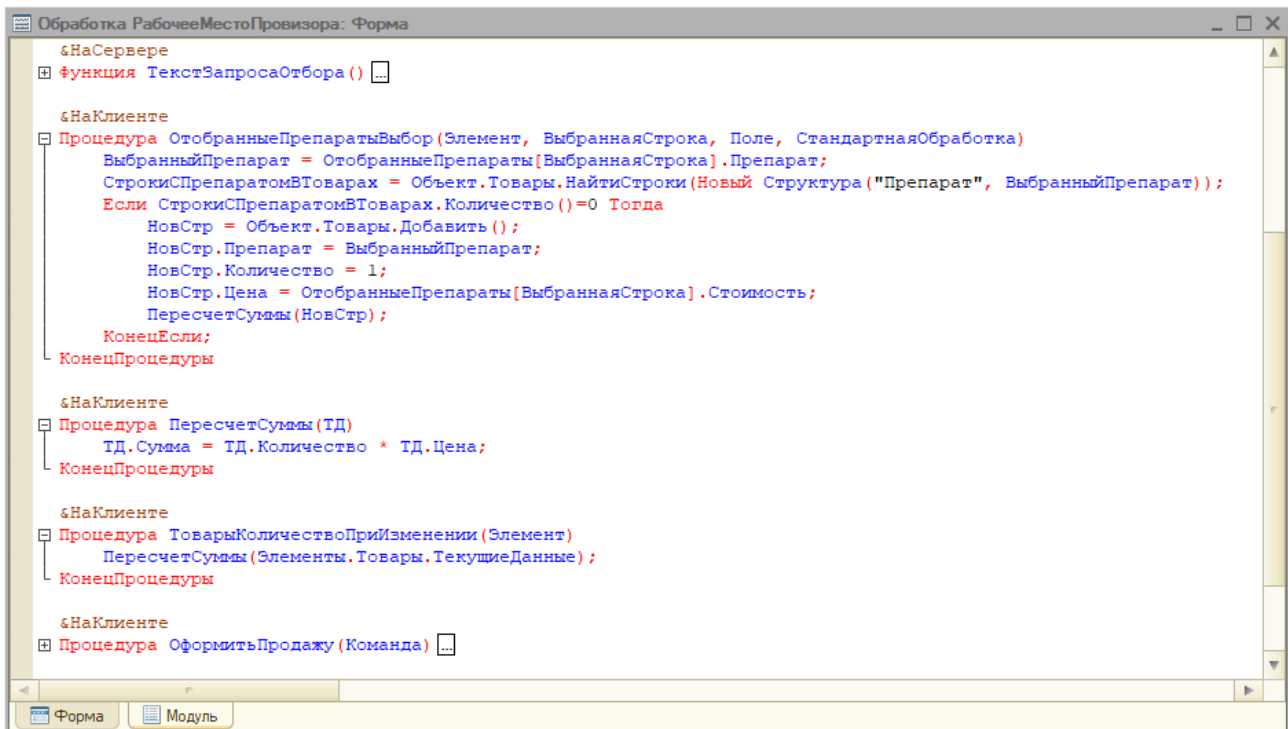 Обработка РабочееМестоПровизора: Форма
&НаСервере
Функция ТекстЗапросаОтбора() ...
&НаКлиенте
Процедура ОтобранныеПрепаратыВыбор(Элемент, ВыбраннаяСтрока, Поле, СтандартнаяОбработка)
ВыбранныйПрепарат = ОтобранныеПрепараты[ВыбраннаяСтрока].Препарат;
СтрокиСПрепаратомВТоварах = Объект.Товары.НайтиСтроки(Новый Структура("Препарат", ВыбранныйПрепарат));
Если СтрокиСПрепаратомВТоварах.Количество()=0 Тогда
НовСтр = Объект.Товары.Добавить();
НовСтр.Препарат = ВыбранныйПрепарат;
НовСтр.Количество = 1;
НовСтр.Цена = ОтобранныеПрепараты[ВыбраннаяСтрока].Стоимость;
ПересчетСуммы(НовСтр);
КонецЕсли;
КонецПроцедуры
&НаКлиенте
Процедура ПересчетСуммы(ТД)
ТД.Сумма = ТД.Количество * ТД.Цена;
КонецПроцедуры
&НаКлиенте
Процедура ТоварыКоличествоПриИзменении(Элемент)
ПересчетСуммы(Элементы.Товары.ТекущиеДанные);
КонецПроцедуры
&НаКлиенте
Процедура ОформитьПродажу(Команда) ...
Форма
Модуль